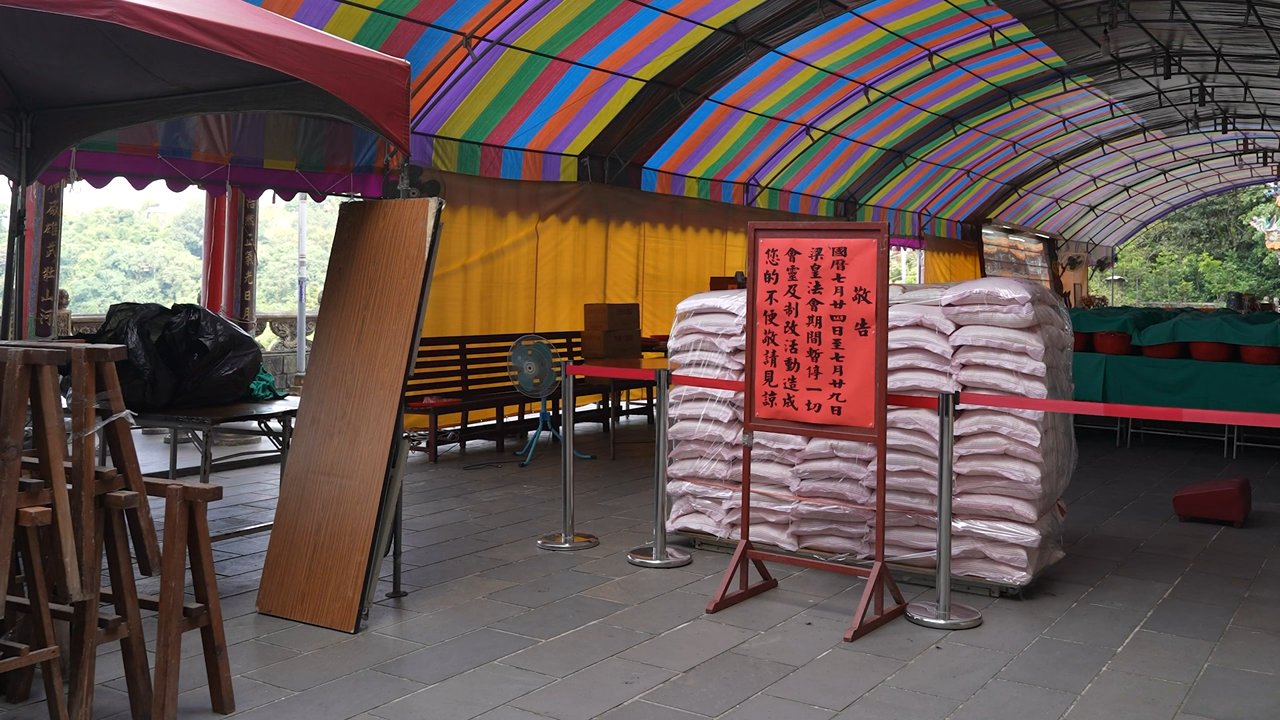 敬告
國曆七月廿四日至七月廿九日
梁皇法會期間暫停一切
會靈及制改活動造成
您的不便敬請見諒